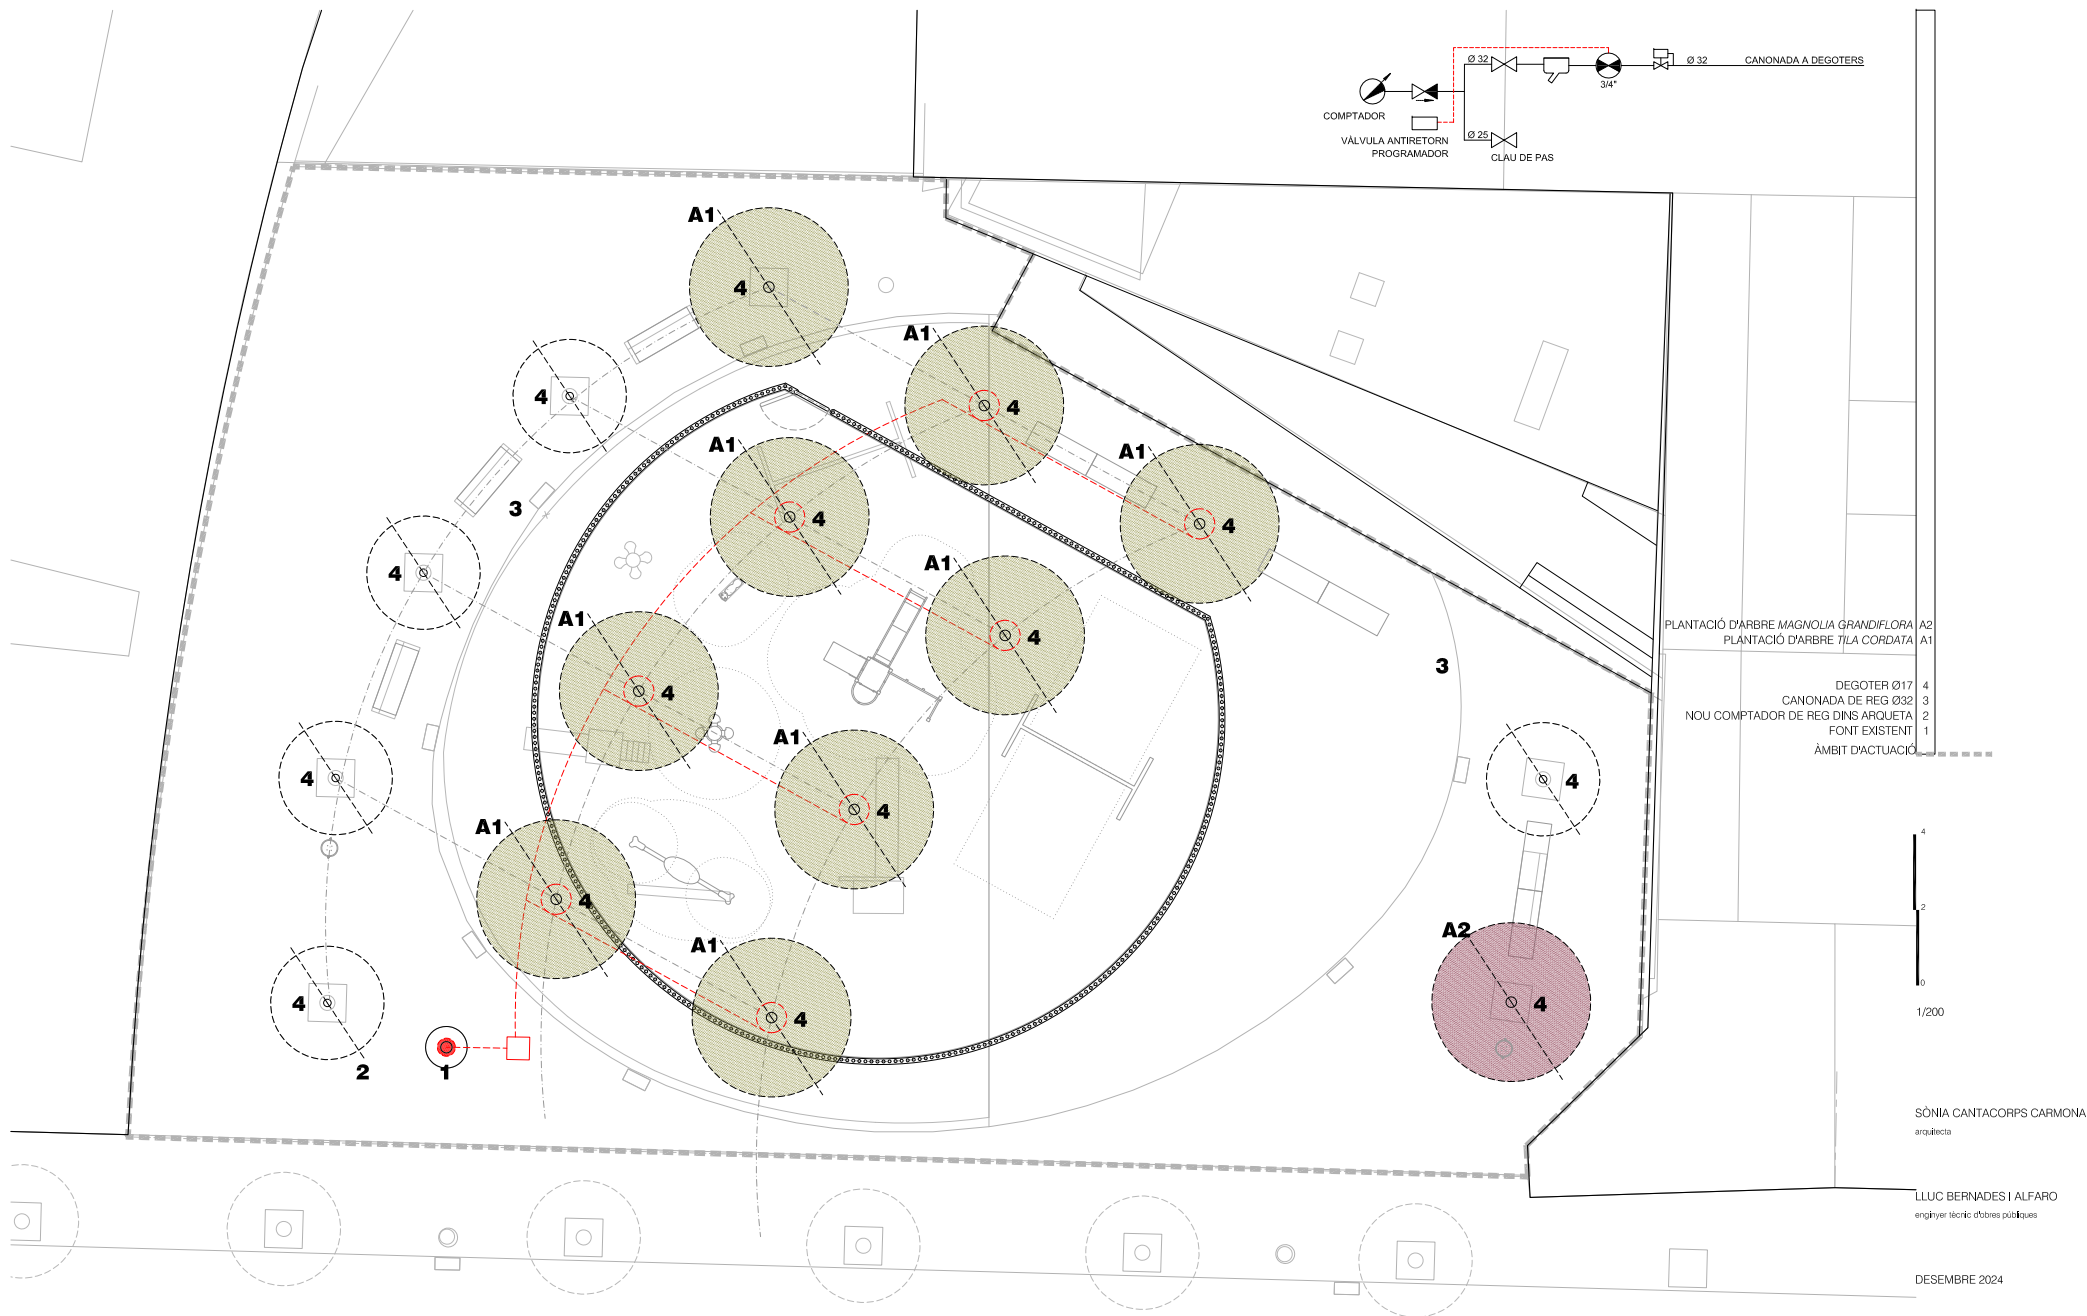 Ø 32
Ø 32
CANONADA A DEGOTERS
3/4"
COMPTADOR
VÀLVULA ANTIRETORN
PROGRAMADOR
Ø 25
CLAU DE PAS
A1
4
A1
4
4
A1
4
A1
4
3
4
A1
4
A1
4
3
A1
4
4
4
A1
4
A2
4
A1
4
4
2
1
PLANTACIÓ D'ARBRE MAGNOLIA GRANDIFLORA A2
PLANTACIÓ D'ARBRE TILA CORDATA A1
DEGOTER Ø17 4
CANONADA DE REG Ø32 3
NOU COMPTADOR DE REG DINS ARQUETA 2
FONT EXISTENT 1
ÀMBIT D'ACTUACIÓ
4
2
0
1/200
SÒNIA CANTACORPS CARMONA
arquitecta
LLUC BERNADES I ALFARO
enginyer tècnic d'obres públiques
DESEMBRE 2024